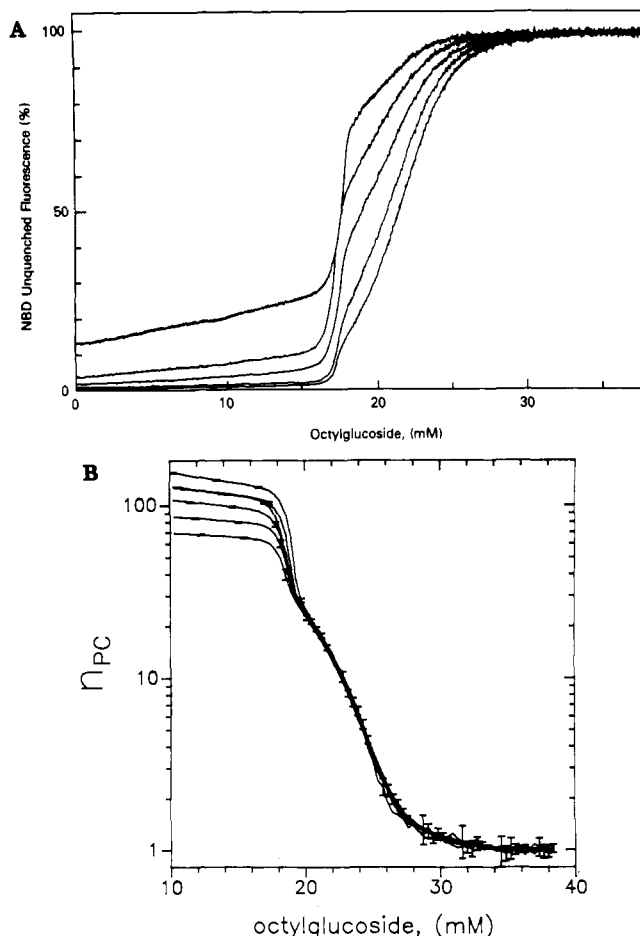 A
100
50
0
NBD Unquenched Fluorescence (%)
0 10 20 30
Octylglucoside, (mM)
B
100
10
1
nPC
10 20 30 40
octylglucoside, (mM)